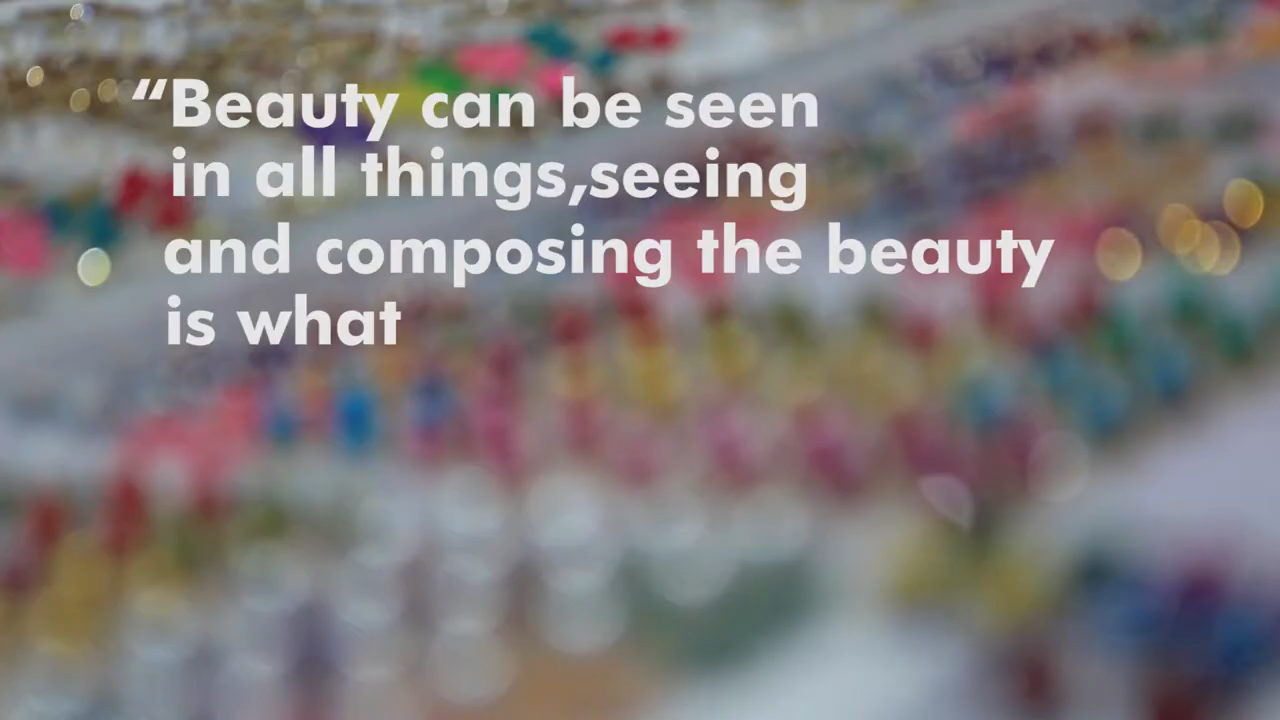 “Beauty can be seen
in all things,seeing
and composing the beauty
is what